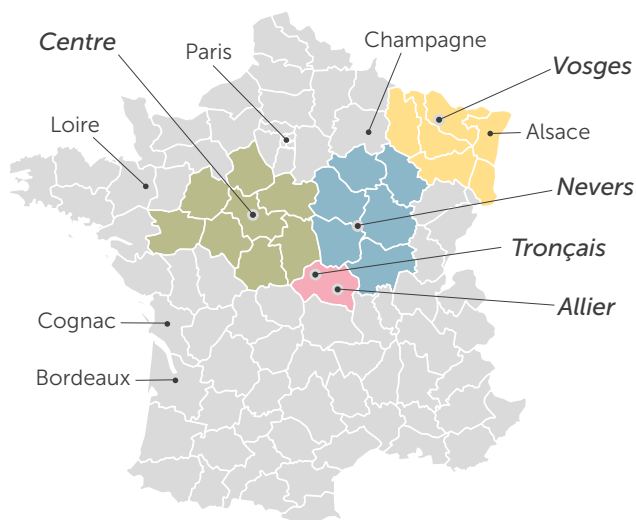 Centre
Paris
Champagne
Vosges
Loire
Alsace
Nevers
Tronçais
Allier
Cognac
Bordeaux